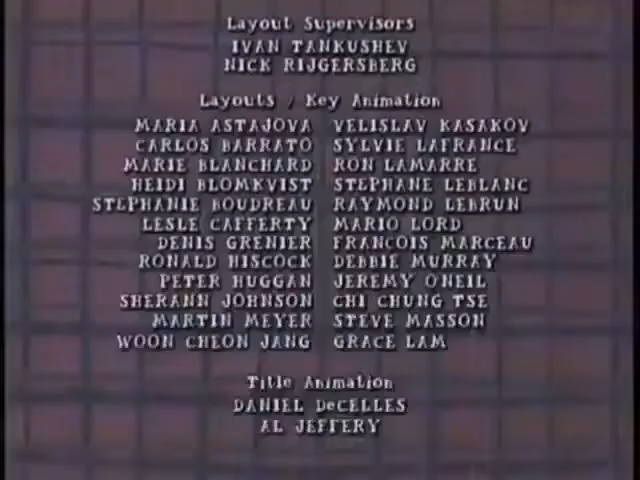 Layout Supervisors
IVAN TANKUSHEV
NICK RIJGERSBERG
Layouts / Key Animation
MARIA ASTAJOVA VELISLAV KASAKOV
CARLOS BARRATO SYLVIE LAFRANCE
MARIE BLANCHARD RON LAMARRE
HEIDI BLOMKVIST STEPHANE LEBLANC
STEPHANIE BOUDREAU RAYMOND LEBRUN
LESLE CAFFERTY MARIO LORD
DENIS GRENIER FRANCOIS MARCEAU
RONALD HISCOCK DEBBIE MURRAY
PETER HUGGAN JEREMY ONEIL
SHERANN JOHNSON CHI CHUNG TSE
MARTIN MEYER STEVE MASSON
WOON CHEON JANG GRACE LAM
Title Animation
DANIEL DeCELLES
AL JEFFERY